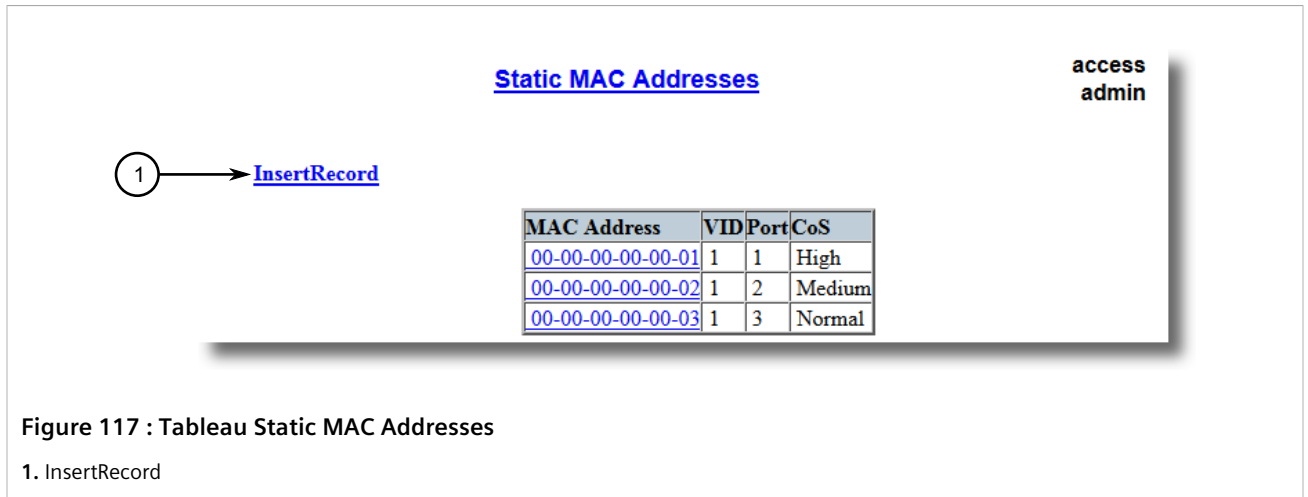 Static MAC Addresses
access
admin
1
InsertRecord
MAC Address VID Port CoS
00-00-00-00-00-01 1 1 High
00-00-00-00-00-02 1 2 Medium
00-00-00-00-00-03 1 3 Normal
Figure 117 : Tableau Static MAC Addresses
1. InsertRecord